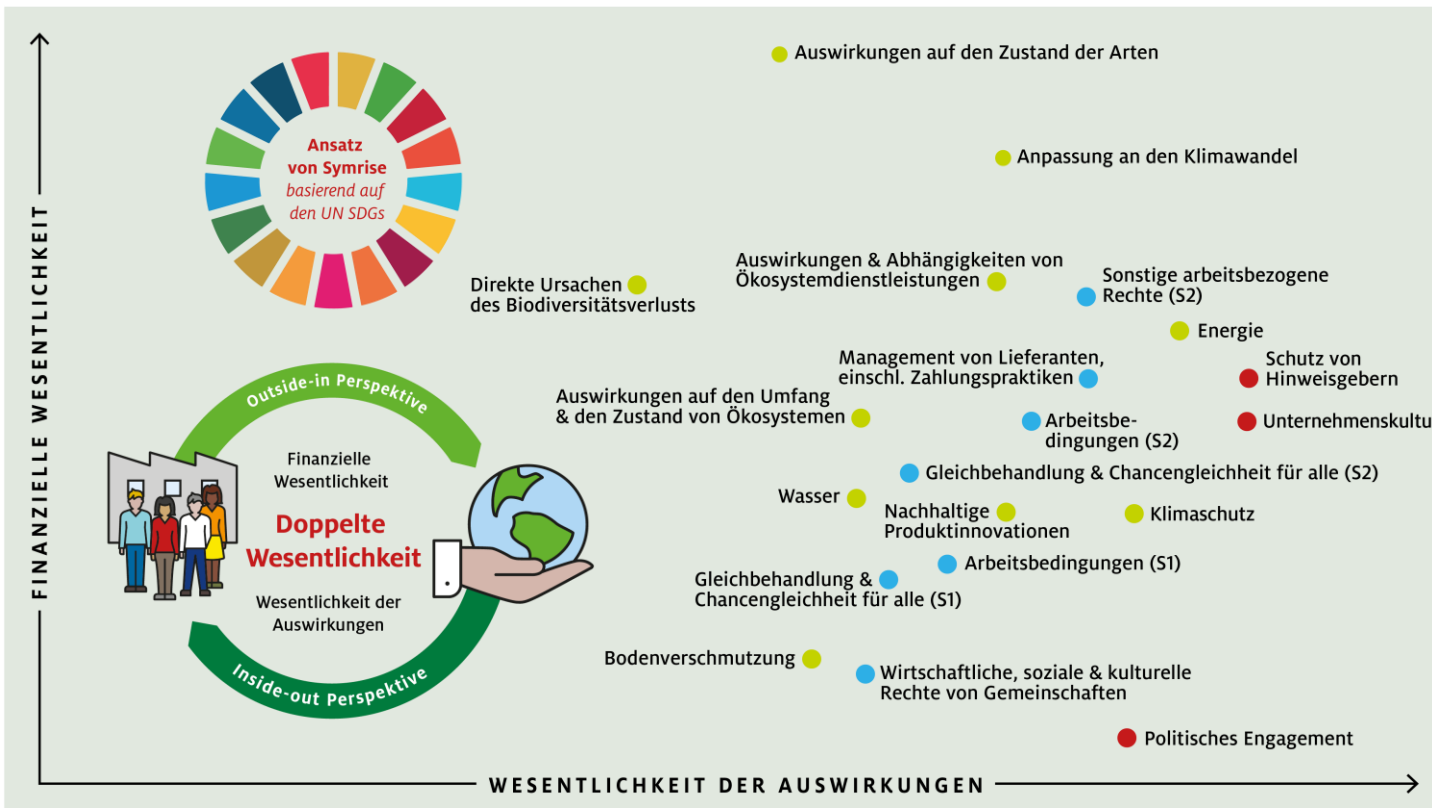 FINANZIELLE WESENTLICHKEIT
Ansatz
von Symrise
basierend auf
den UN SDGs
Auswirkungen auf den Zustand der Arten
Anpassung an den Klimawandel
Direkte Ursachen
des Biodiversitätsverlusts
Auswirkungen & Abhängigkeiten von
Ökosystemdienstleistungen
Sonstige arbeitsbezogene
Rechte (S2)
Energie
Management von Lieferanten,
einschl. Zahlungspraktiken
Schutz von
Hinweisgebern
Auswirkungen auf den Umfang
& den Zustand von Ökosystemen
Arbeitsbe-
dingungen (S2)
Unternehmenskultu
Gleichbehandlung & Chancengleichheit für alle (S2)
Wasser
Nachhaltige
Produktinnovationen
Klimaschutz
Arbeitsbedingungen (S1)
Gleichbehandlung &
Chancengleichheit für alle (S1)
Bodenverschmutzung
Wirtschaftliche, soziale & kulturelle
Rechte von Gemeinschaften
Politisches Engagement
Outside-in Perspektive
Finanzielle
Wesentlichkeit
Doppelte
Wesentlichkeit
Wesentlichkeit der
Auswirkungen
Inside-out Perspektive
WESENTLICHKEIT DER AUSWIRKUNGEN